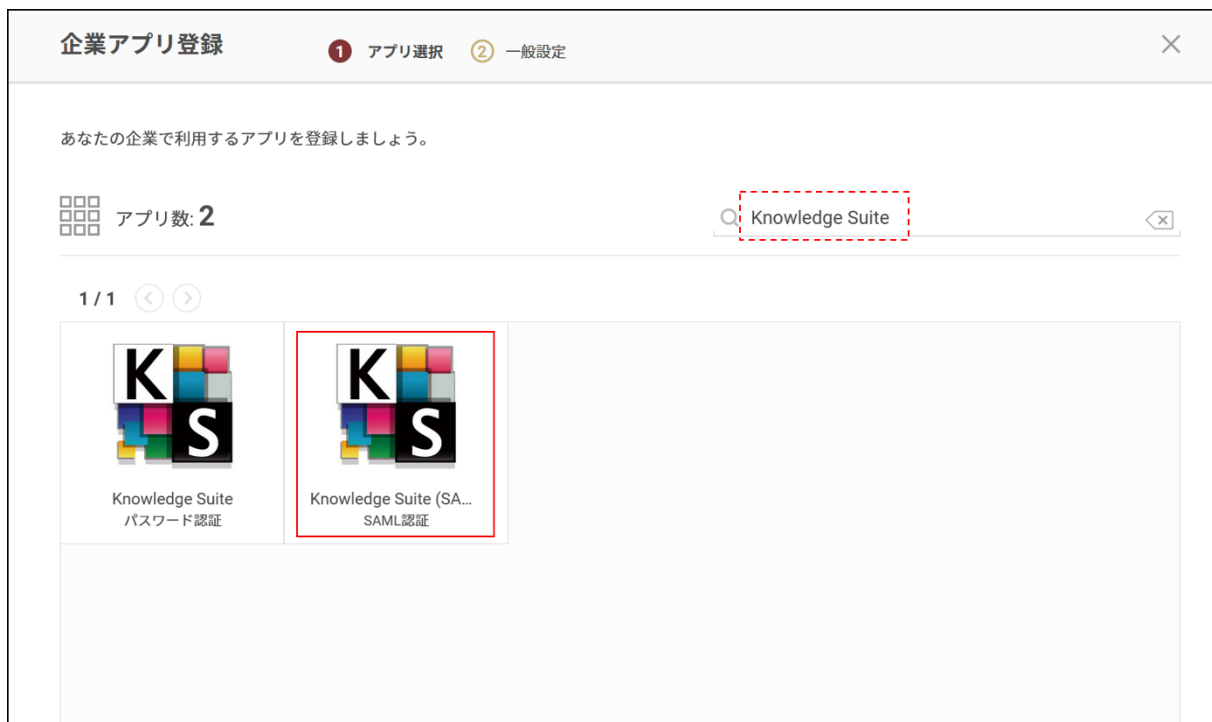 企業アプリ登録
1 アプリ選択 2 一般設定
あなたの企業で利用するアプリを登録しましょう。
アプリ数: 2
Knowledge Suite
1 / 1
K
S
K
S
Knowledge Suite
パスワード認証
Knowledge Suite (SA...
SAML認証